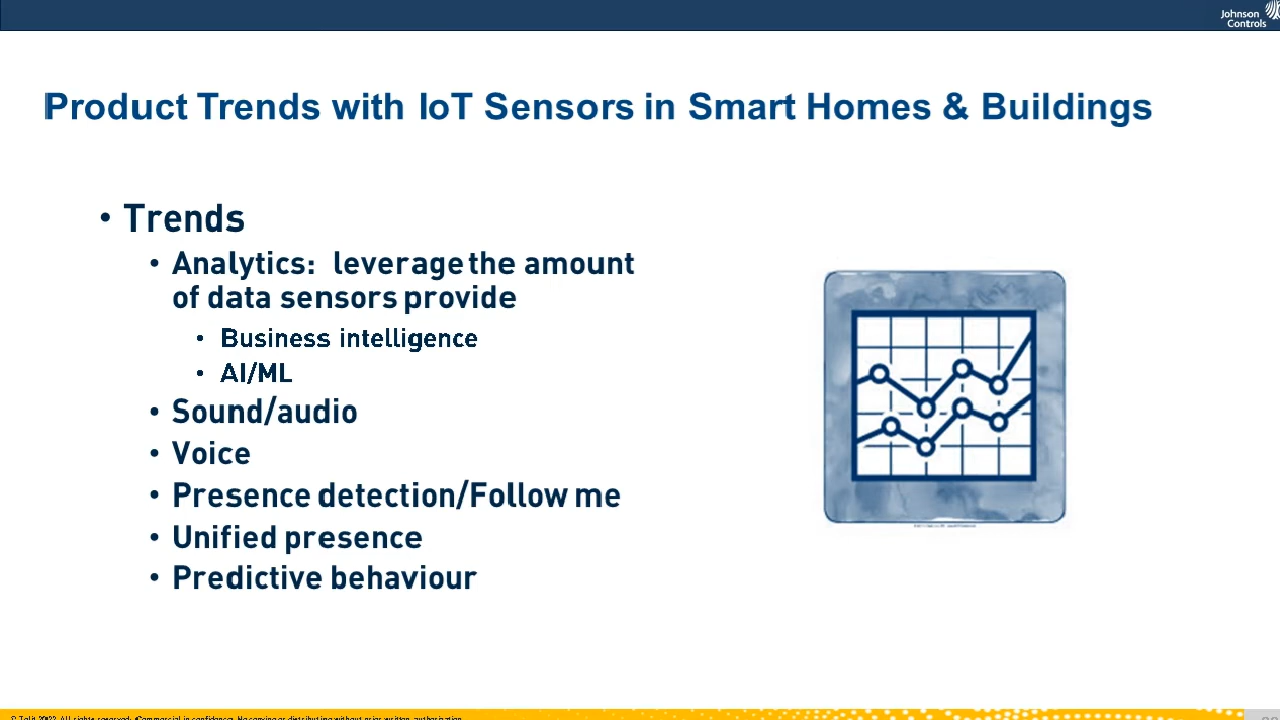 Johnson
Controls
Product Trends with IoT Sensors in Smart Homes & Buildings
• Trends
• Analytics: leverage the amount
of data sensors provide
• Business intelligence
• AI/ML
• Sound/audio
• Voice
• Presence detection/Follow me
• Unified presence
• Predictive behaviour